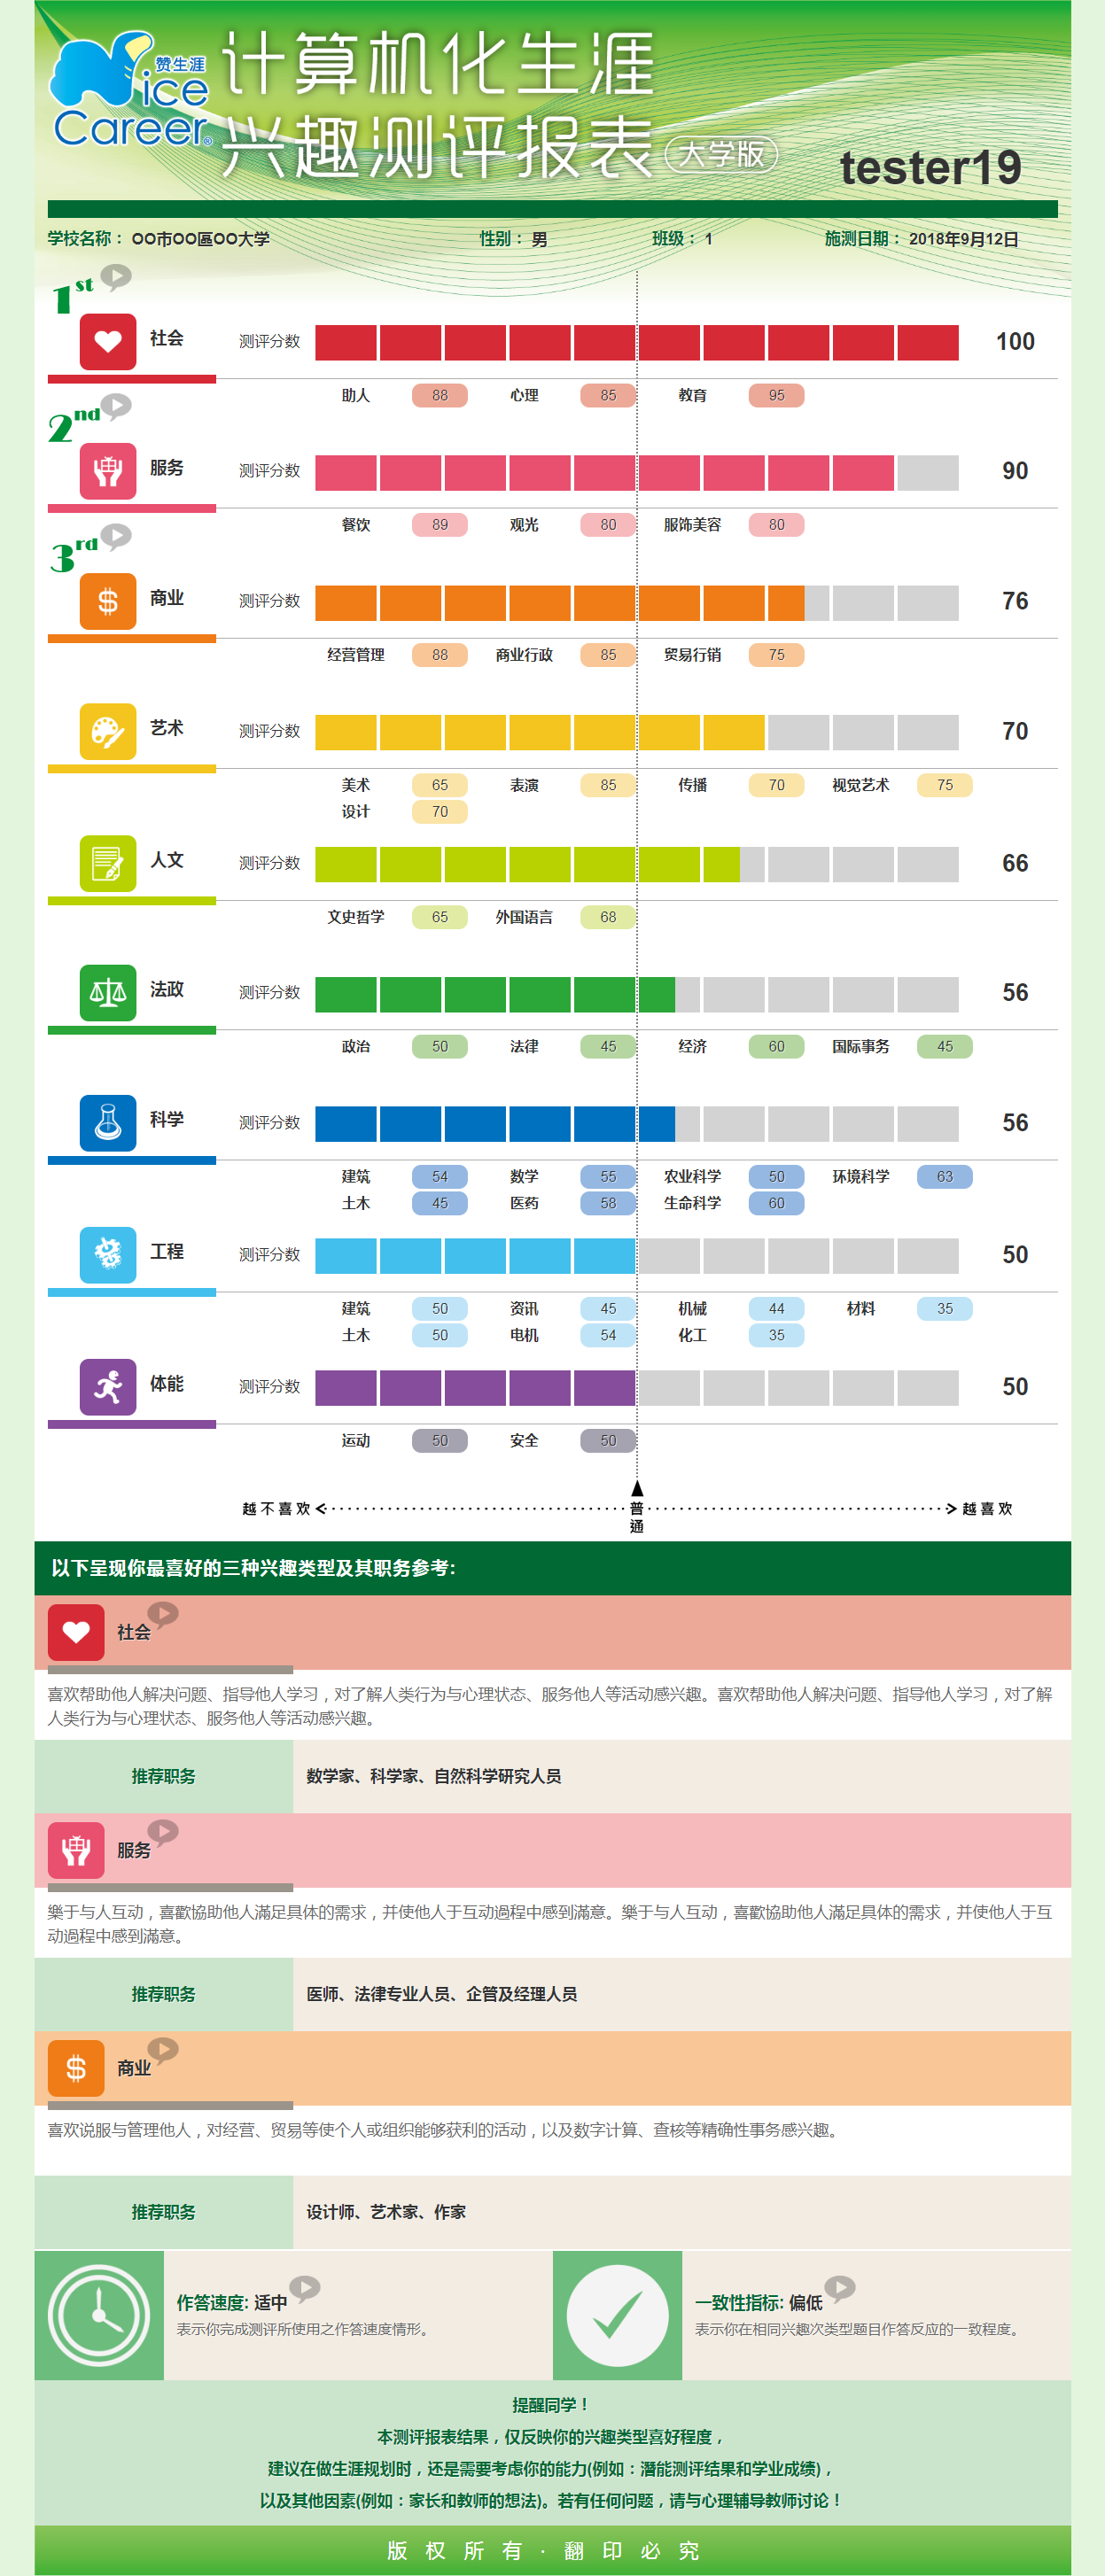 赞生涯
Nice
Career®
计算机化生涯
兴趣测评报表 大学版
tester19
学校名称： OO市OO區OO大学 性别： 男 班级： 1 施测日期： 2018年9月12日
1st
社会 测评分数 100
助人 88 心理 85 教育 95
2nd
服务 测评分数 90
餐饮 89 观光 80 服饰美容 80
3rd
商业 测评分数 76
经营管理 88 商业行政 85 贸易行销 75
艺术 测评分数 70
美术 65 表演 85 传播 70 视觉艺术 75
设计 70
人文 测评分数 66
文史哲学 65 外国语言 68
法政 测评分数 56
政治 50 法律 45 经济 60 国际事务 45
科学 测评分数 56
建筑 54 数学 55 农业科学 50 环境科学 63
土木 45 医药 58 生命科学 60
工程 测评分数 50
建筑 50 资讯 45 机械 44 材料 35
土木 50 电机 54 化工 35
体能 测评分数 50
运动 50 安全 50
越不喜欢 普 越喜欢
通
以下呈现你最喜好的三种兴趣类型及其职务参考:
社会
喜欢帮助他人解决问题、指导他人学习，对了解人类行为与心理状态、服务他人等活动感兴趣。喜欢帮助他人解决问题、指导他人学习，对了解
人类行为与心理状态、服务他人等活动感兴趣。
推荐职务 数学家、科学家、自然科学研究人员
服务
樂于与人互动，喜歡協助他人滿足具体的需求，并使他人于互动過程中感到滿意。樂于与人互动，喜歡協助他人滿足具体的需求，并使他人于互
动過程中感到滿意。
推荐职务 医师、法律专业人员、企管及经理人员
商业
喜欢说服与管理他人，对经营、贸易等使个人或组织能够获利的活动，以及数字计算、查核等精确性事务感兴趣。
推荐职务 设计师、艺术家、作家
作答速度: 适中 一致性指标: 偏低
表示你完成测评所使用之作答速度情形。 表示你在相同兴趣次类型题目作答反应的一致程度。
提醒同学！
本测评报表结果，仅反映你的兴趣类型喜好程度，
建议在做生涯规划时，还是需要考虑你的能力(例如：潛能测评结果和学业成绩)，
以及其他因素(例如：家长和教师的想法)。若有任何问题，请与心理辅导教师讨论！
版权所有·翻印必究